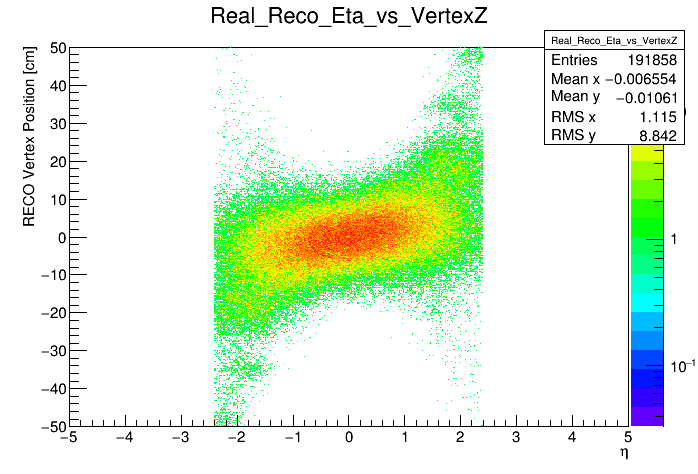 Real_Reco_Eta_vs_VertexZ
Real_Reco_Eta_vs_VertexZ
Entries 191858
Mean x −0.006554
Mean y −0.01061
RMS x 1.115
RMS y 8.842
RECO Vertex Position [cm]
50
40
30
20
10
0
−10
−20
−30
−40
−50
−5 −4 −3 −2 −1 0 1 2 3 4 5
η
1
10⁻¹